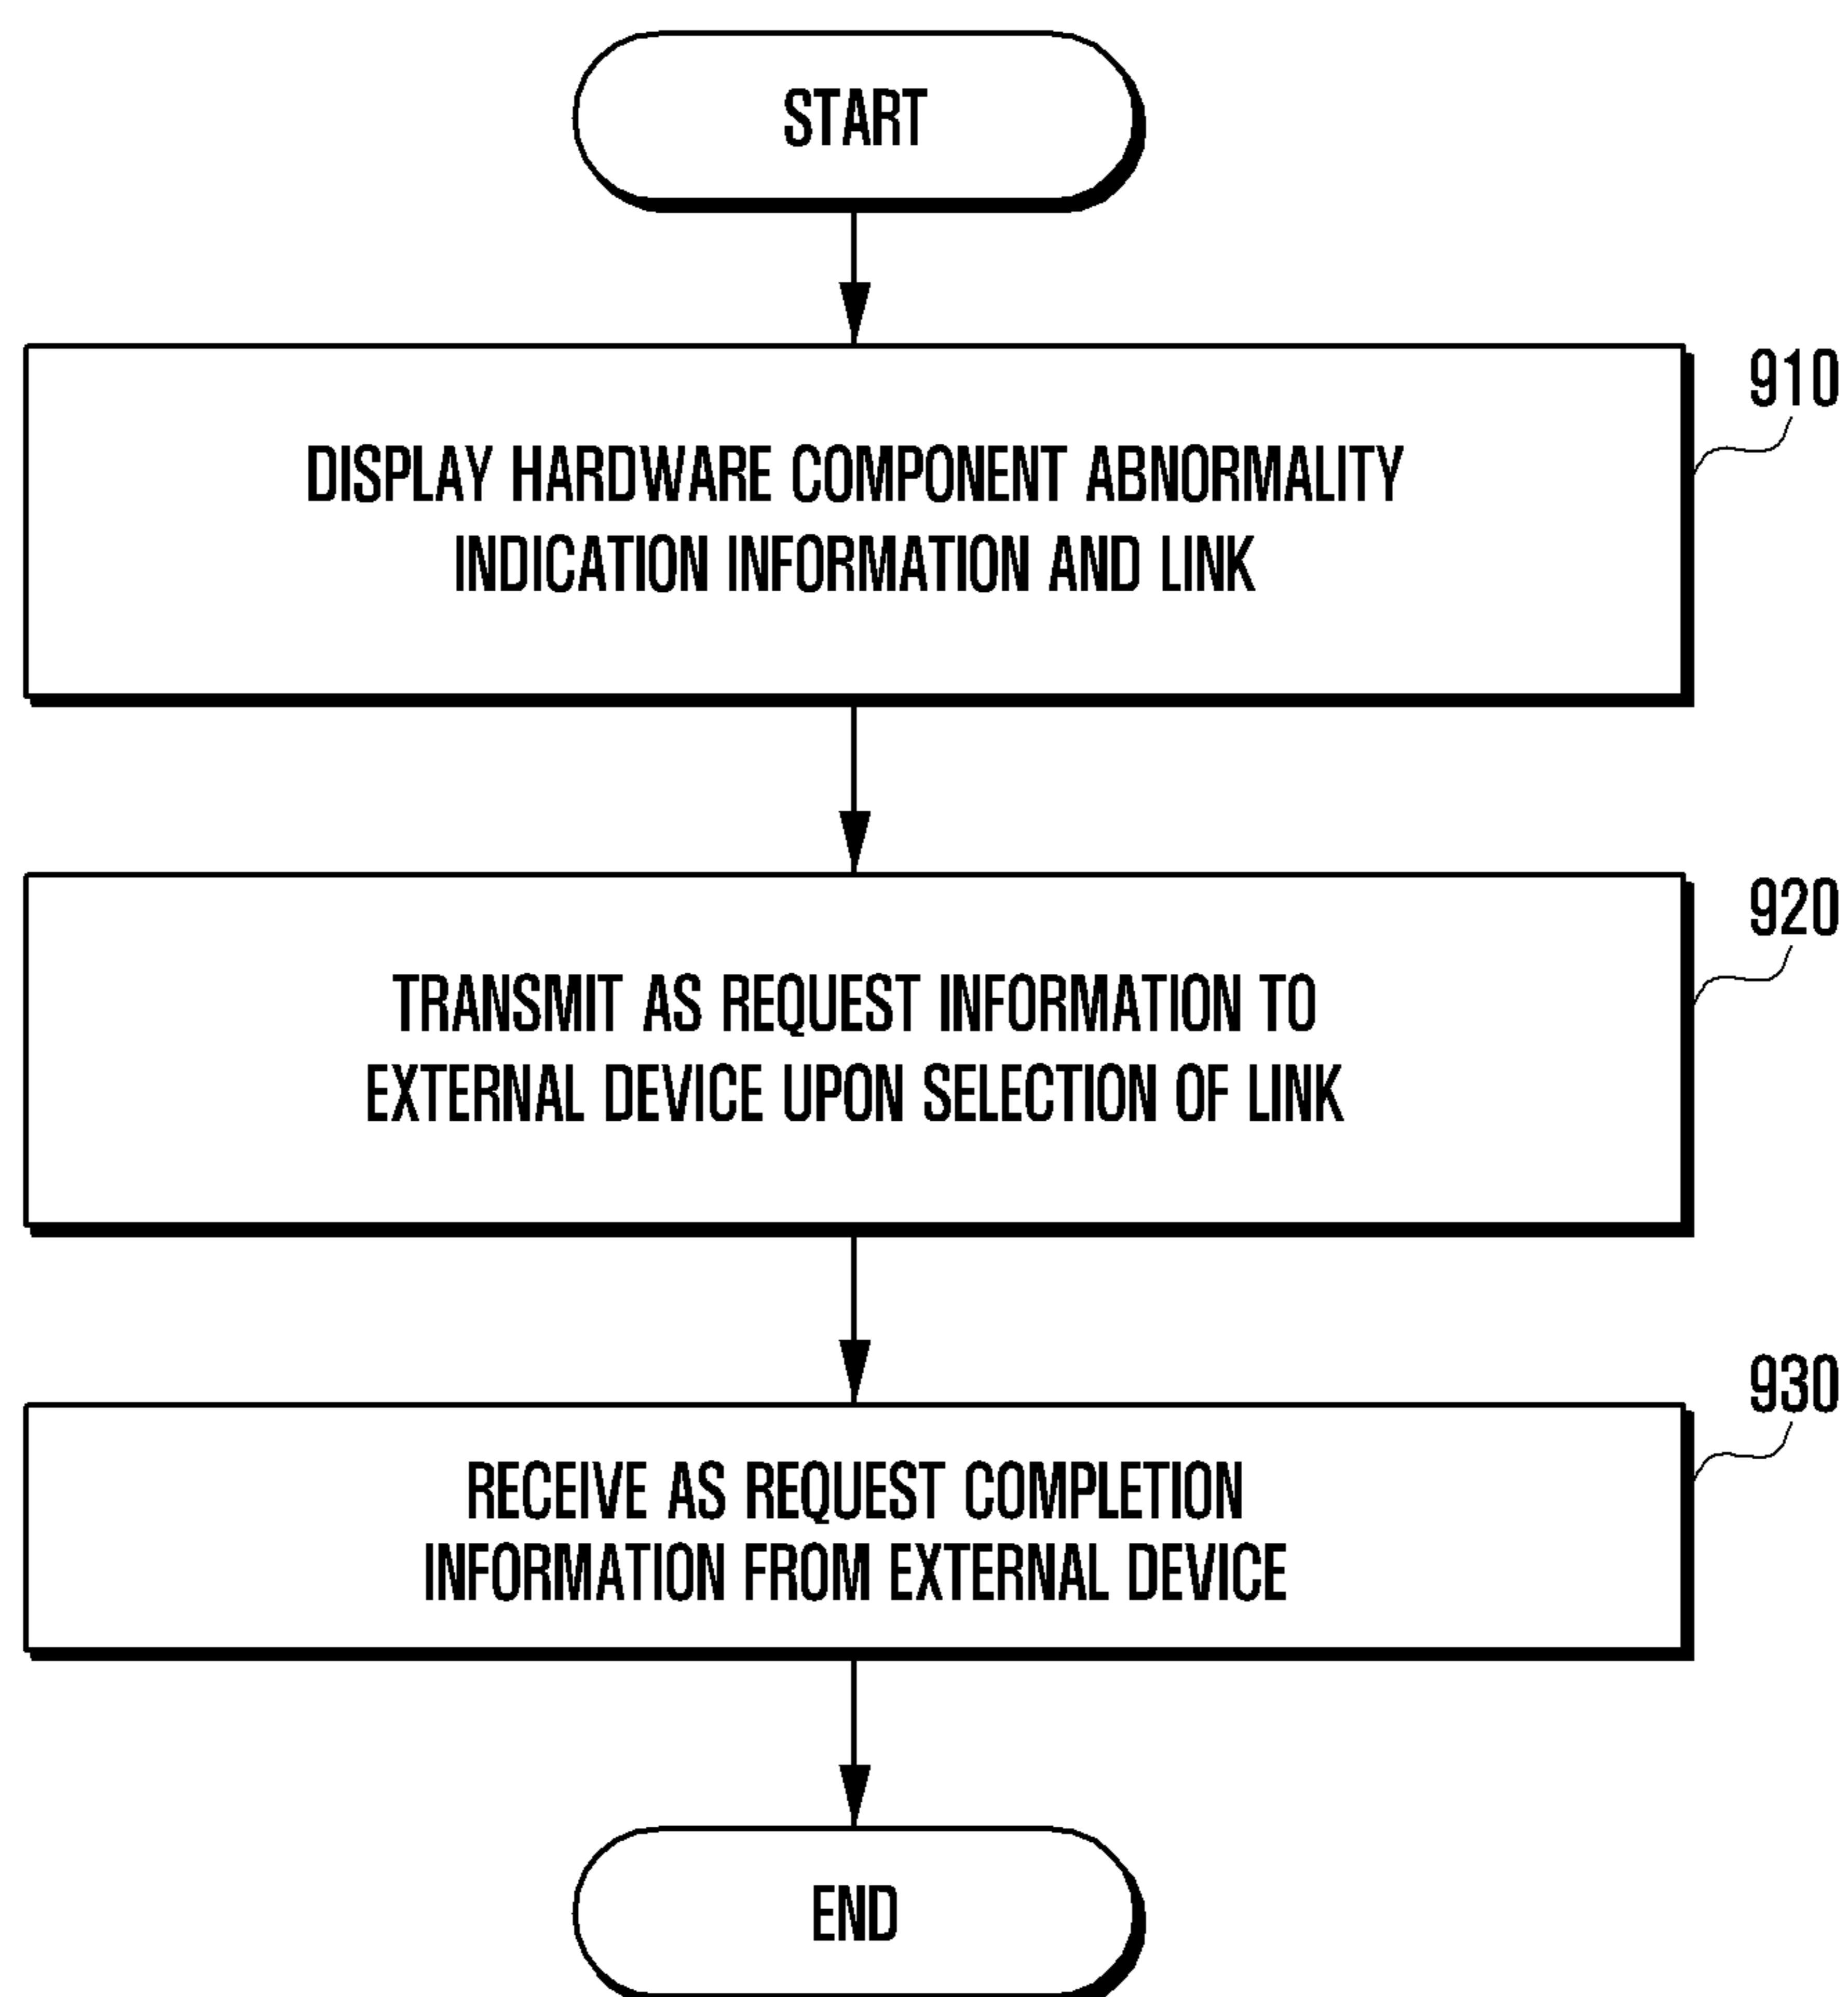 START
910
DISPLAY HARDWARE COMPONENT ABNORMALITY
INDICATION INFORMATION AND LINK
920
TRANSMIT AS REQUEST INFORMATION TO
EXTERNAL DEVICE UPON SELECTION OF LINK
930
RECEIVE AS REQUEST COMPLETION
INFORMATION FROM EXTERNAL DEVICE
END